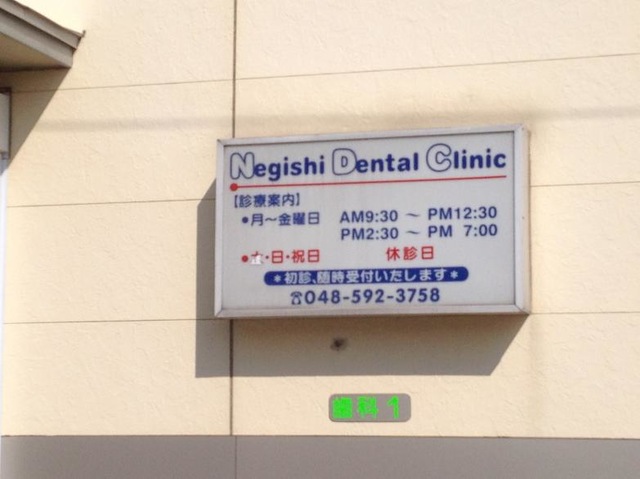 Negishi Dental Clinic
【診療案内】
●月～金曜日 AM9:30 ～ PM12:30
PM2:30 ～ PM 7:00
●土・日・祝日 休診日
＊初診、随時受付いたします＊
☎048-592-3758
歯科1